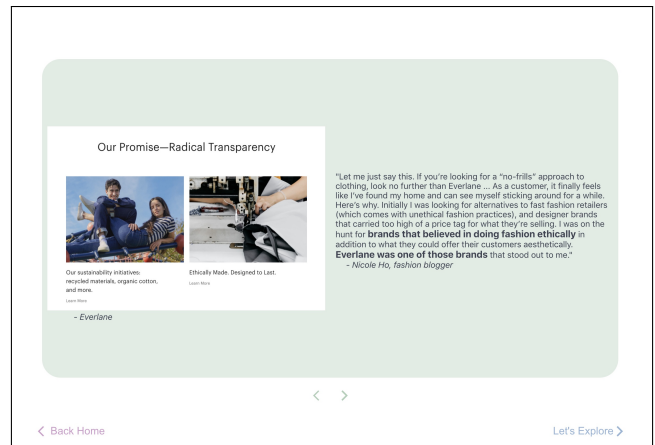 Our Promise—Radical Transparency
Our sustainability initiatives:
recycled materials, organic cotton,
and more.
Learn More
Ethically Made. Designed to Last.
Learn More
- Everlane
"Let me just say this. If you're looking for a “no-frills” approach to
clothing, look no further than Everlane ... As a customer, it finally feels
like I've found my home and can see myself sticking around for a while.
Here's why. Initially I was looking for alternatives to fast fashion retailers
(which comes with unethical fashion practices), and designer brands
that carried too high of a price tag for what they're selling. I was on the
hunt for brands that believed in doing fashion ethically in
addition to what they could offer their customers aesthetically.
Everlane was one of those brands that stood out to me."
- Nicole Ho, fashion blogger
Back Home
Let's Explore